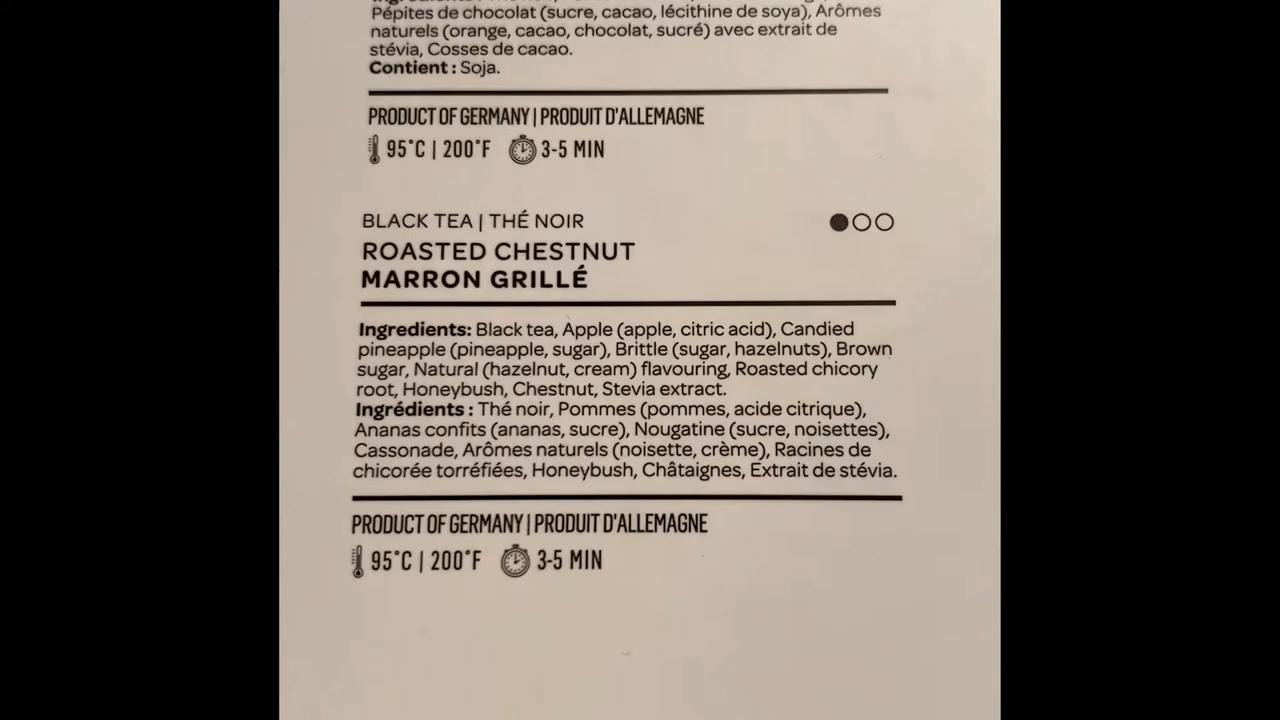 Pépites de chocolat (sucre, cacao, lécithine de soya), Arômes
naturels (orange, cacao, chocolat, sucré) avec extrait de
stévia, Cosses de cacao.
Contient : Soja.
PRODUCT OF GERMANY | PRODUIT D'ALLEMAGNE
95°C | 200°F 3-5 MIN
BLACK TEA | THÉ NOIR
ROASTED CHESTNUT
MARRON GRILLÉ
Ingredients: Black tea, Apple (apple, citric acid), Candied
pineapple (pineapple, sugar), Brittle (sugar, hazelnuts), Brown
sugar, Natural (hazelnut, cream) flavouring, Roasted chicory
root, Honeybush, Chestnut, Stevia extract.
Ingrédients : Thé noir, Pommes (pommes, acide citrique),
Ananas confits (ananas, sucre), Nougatine (sucre, noisettes),
Cassonade, Arômes naturels (noisette, crème), Racines de
chicorée torréfiées, Honeybush, Châtaignes, Extrait de stévia.
PRODUCT OF GERMANY | PRODUIT D'ALLEMAGNE
95°C | 200°F 3-5 MIN